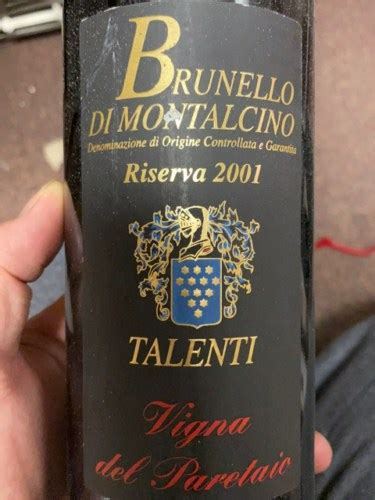 BRUNELLO
DI MONTALCINO
Denominazione di Origine Controllata e Garantita
Riserva 2001
TALENTI
Vigna
del Paretaio